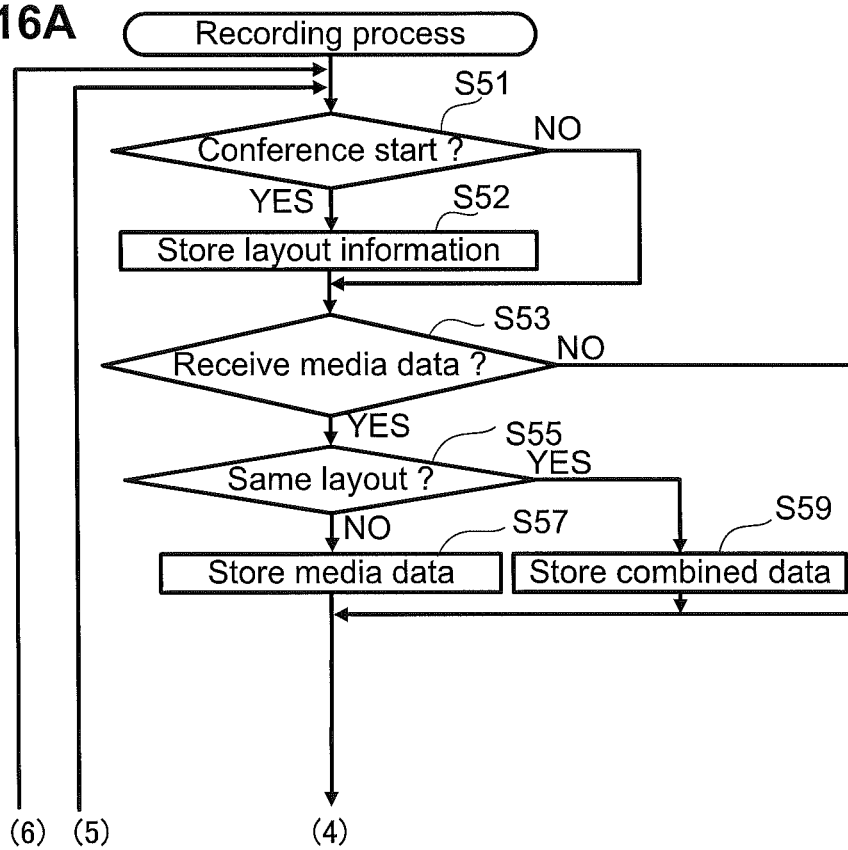 16A
Recording process
S51
Conference start ?
NO
YES
S52
Store layout information
S53
Receive media data ?
NO
YES
S55
Same layout ?
YES
NO
S57
S59
Store media data
Store combined data
(6)
(5)
(4)